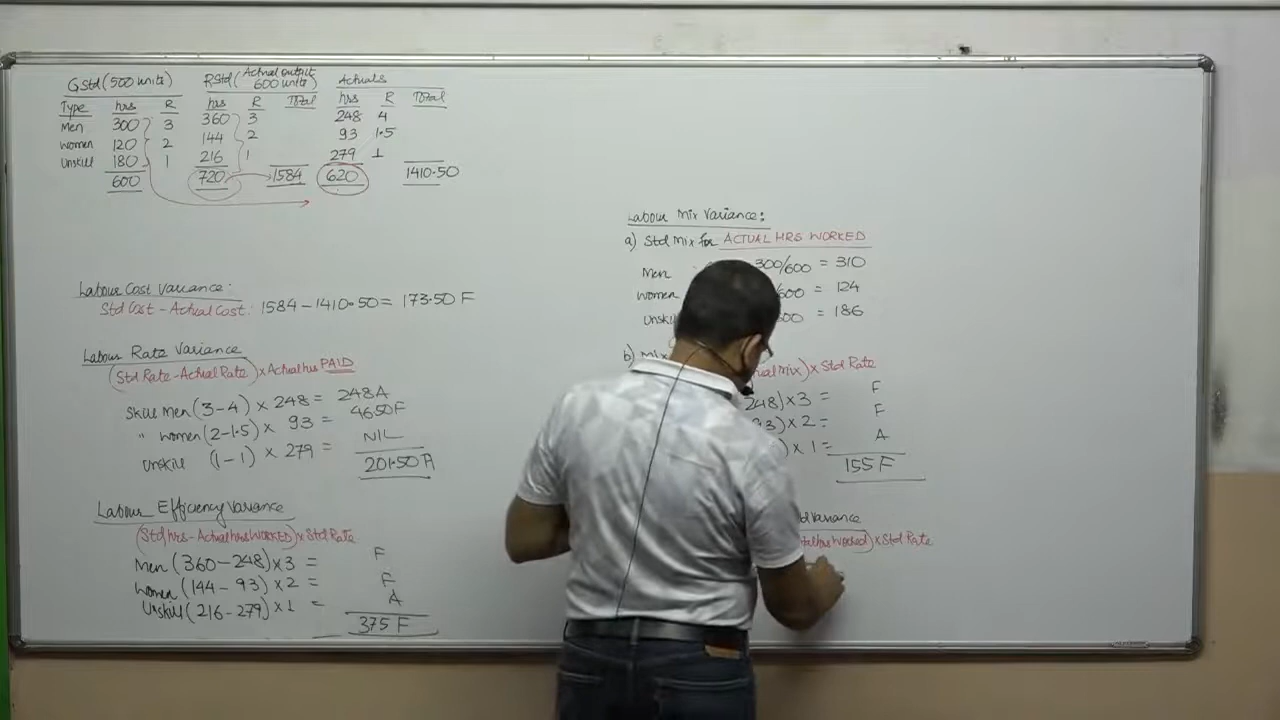 GStd (500 units) RStd (Actual output 600 units) Actuals
Type hrs R hrs R Total hrs R Total
Men 300 3 360 3 248 4
Women 120 2 144 2 93 1.5
Unskill 180 1 216 1 279 1
600 720 1584 620 1410.50
Labour Cost Variance:
Std Cost - Actual Cost: 1584 - 1410.50 = 173.50 F
Labour Rate Variance
(Std Rate - Actual Rate) x Actual hrs PAID
Skill Men (3-4) x 248 = 248A
" women (2-1.5) x 93 = 4650F
Unskill (1-1) x 279 = NIL
201.50 A
Labour Efficiency Variance
(Std hrs - Actual hrs WORKED) x Std Rate
Men (360-248) x 3 = F
Women (144-93) x 2 = F
Unskill (216-279) x 1 = A
375 F
Labour Mix Variance:
a) Std Mix for ACTUAL HRS WORKED
Men 300/600 = 310
Women /600 = 124
Unskill = 186
b) Mix) x Std Rate
248) x 3 = F
x 2 = F
) x 1 = A
155 F
Variance
hrs Worked) x Std Rate